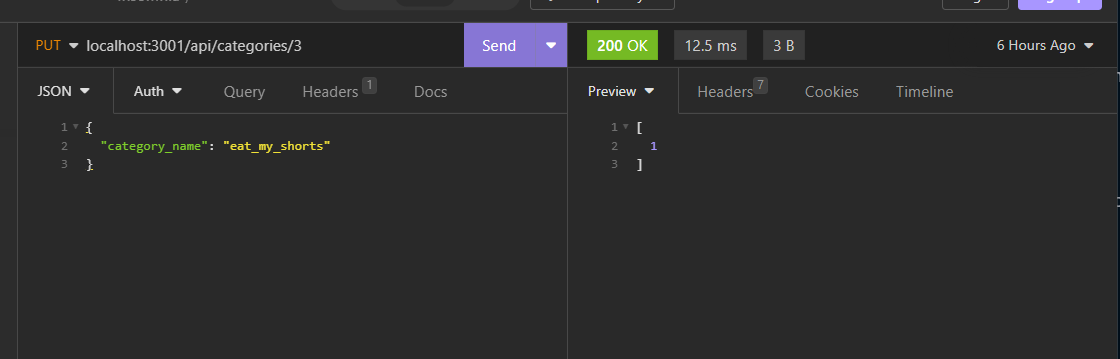 PUT localhost:3001/api/categories/3 Send 200 OK 12.5 ms 3 B 6 Hours Ago
JSON Auth Query Headers 1 Docs Preview Headers 7 Cookies Timeline
1 {
2 "category_name": "eat_my_shorts"
3 }
1 [
2 1
3 ]